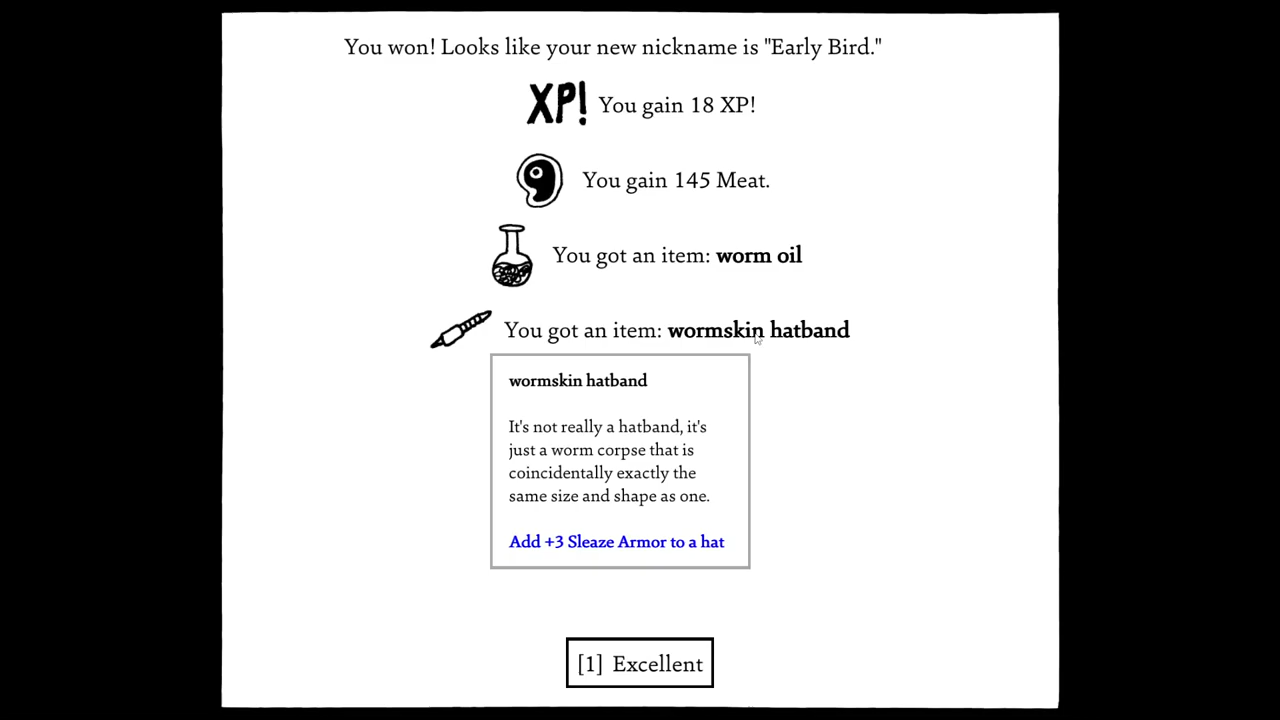 You won! Looks like your new nickname is "Early Bird."
XP! You gain 18 XP!
You gain 145 Meat.
You got an item: worm oil
You got an item: wormskin hatband
wormskin hatband
It's not really a hatband, it's
just a worm corpse that is
coincidentally exactly the
same size and shape as one.
Add +3 Sleaze Armor to a hat
[1] Excellent